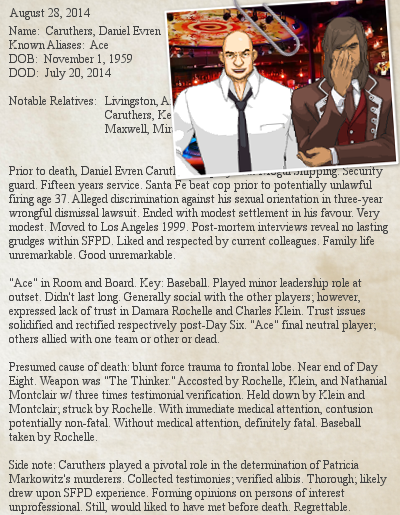 August 28, 2014
Name: Caruthers, Daniel Evren
Known Aliases: Ace
DOB: November 1, 1959
DOD: July 20, 2014
Notable Relatives: Livingston, A
Caruthers, Ke
Maxwell,
Prior to death, Daniel Evren Shipping. Security
guard. Fifteen years service. Santa Fe beat cop prior to potentially unlawful
firing age 37. Alleged discrimination against his sexual orientation in three-year
wrongful dismissal lawsuit. Ended with modest settlement in his favour. Very
modest. Moved to Los Angeles 1999. Post-mortem interviews reveal no lasting
grudges within SFPD. Liked and respected by current colleagues. Family life
unremarkable. Good unremarkable.
"Ace" in Room and Board. Key: Baseball. Played minor leadership role at
outset. Didn't last long. Generally social with the other players; however,
expressed lack of trust in Damara Rochelle and Charles Klein. Trust issues
solidified and rectified respectively post-Day Six. "Ace" final neutral player;
others allied with one team or other or dead.
Presumed cause of death: blunt force trauma to frontal lobe. Near end of Day
Eight. Weapon was "The Thinker." Accosted by Rochelle, Klein, and Nathanial
Montclair w/ three times testimonial verification. Held down by Klein and
Montclair; struck by Rochelle. With immediate medical attention, contusion
potentially non-fatal. Without medical attention, definitely fatal. Baseball
taken by Rochelle.
Side note: Caruthers played a pivotal role in the determination of Patricia
Markowitz's murderers. Collected testimonies; verified alibis. Thorough; likely
drew upon SFPD experience. Forming opinions on persons of interest
unprofessional. Still, would liked to have met before death. Regrettable.